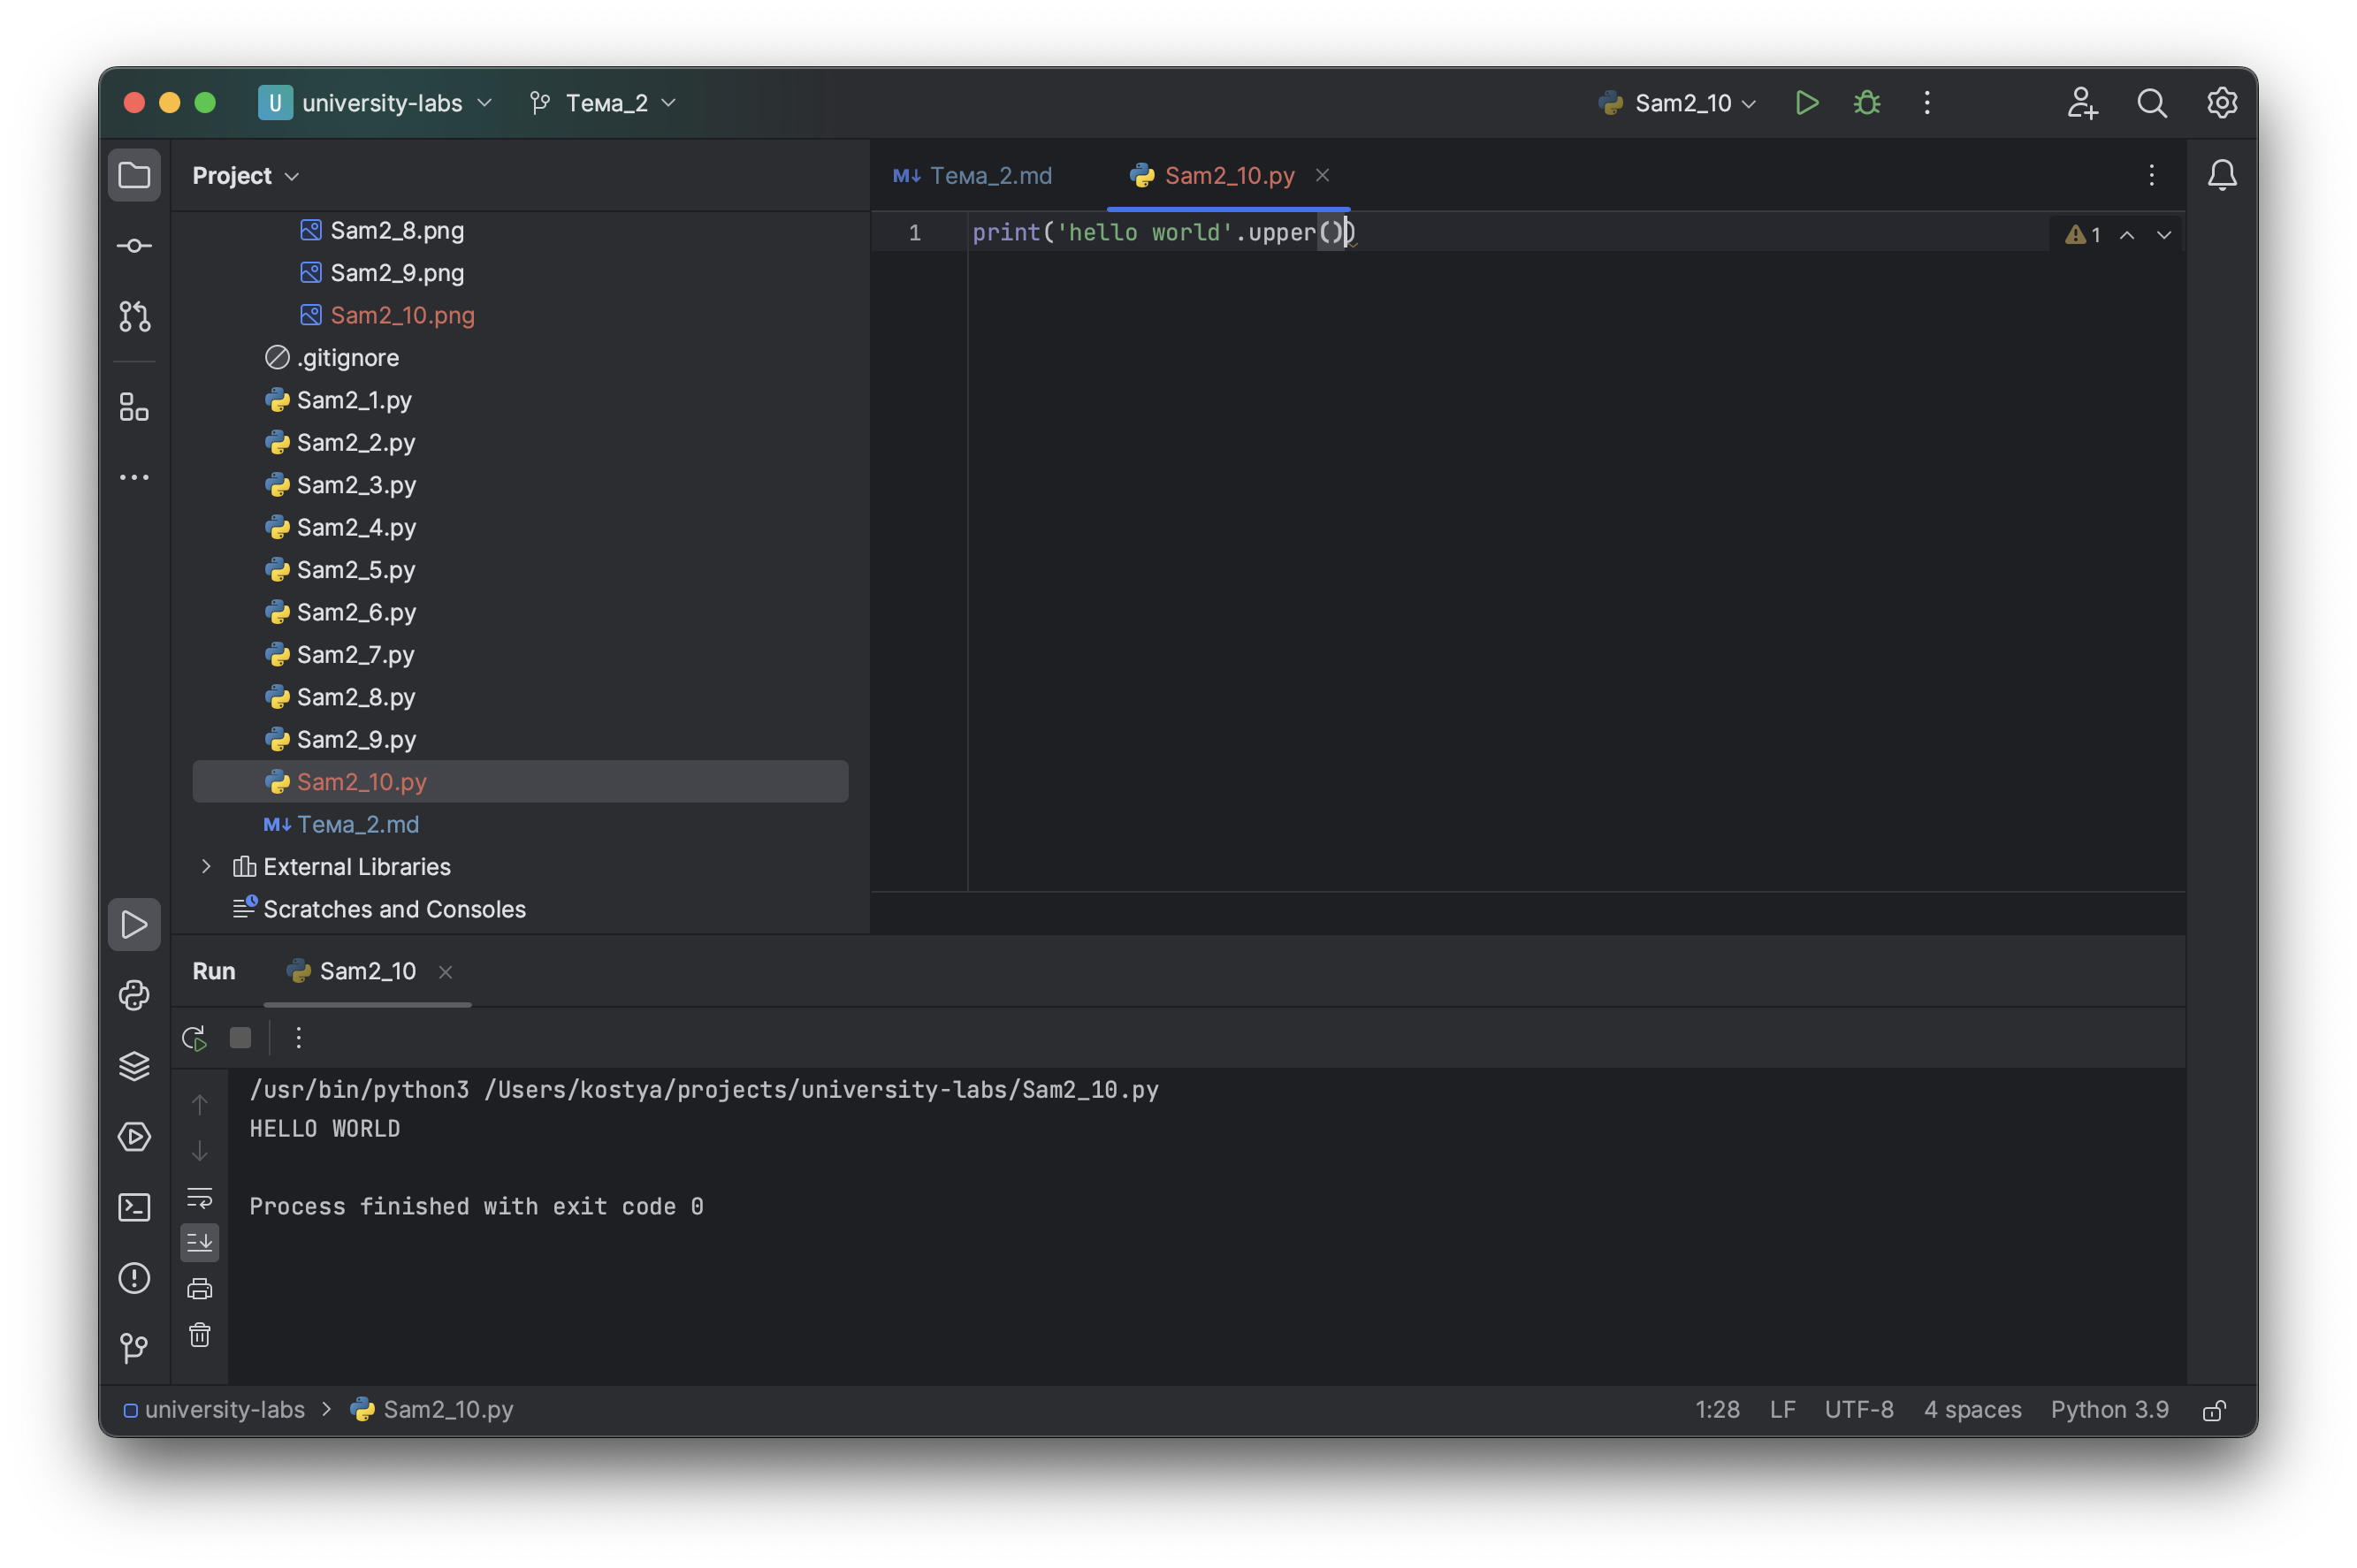 U university-labs Тема_2 Sam2_10
Project
Тема_2.md Sam2_10.py
Sam2_8.png
Sam2_9.png
Sam2_10.png
.gitignore
Sam2_1.py
Sam2_2.py
Sam2_3.py
Sam2_4.py
Sam2_5.py
Sam2_6.py
Sam2_7.py
Sam2_8.py
Sam2_9.py
Sam2_10.py
Тема_2.md
External Libraries
Scratches and Consoles
1 print('hello world'.upper())
1
Run Sam2_10
/usr/bin/python3 /Users/kostya/projects/university-labs/Sam2_10.py
HELLO WORLD
Process finished with exit code 0
university-labs > Sam2_10.py 1:28 LF UTF-8 4 spaces Python 3.9